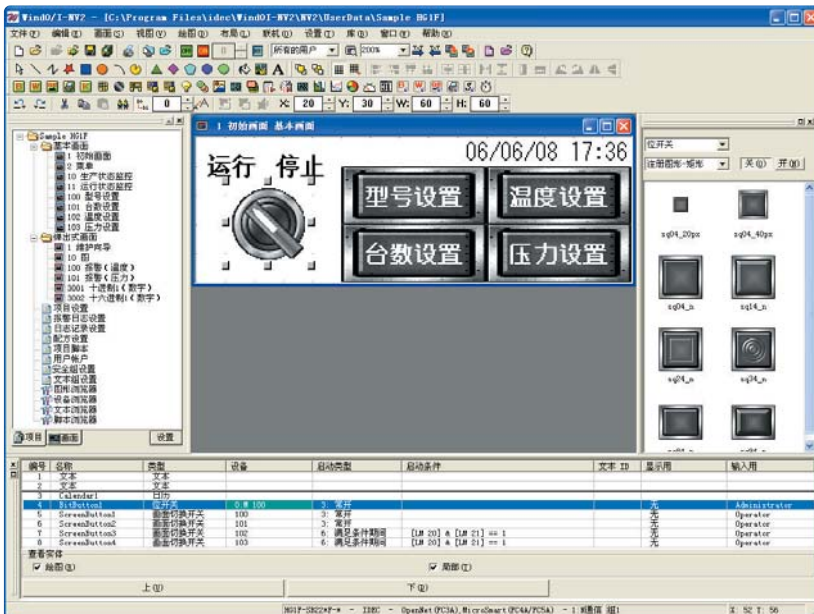 WindO/I-NV2 - [C:\Program Files\idec\WindOI-NV2\NV2\UserData\Sample HG1F]
文件(F) 编辑(E) 画面(S) 视图(V) 绘图(D) 布局(L) 联机(O) 设置(T) 库(B) 窗口(W) 帮助(H)
所有的用户 200%
0 X: 20 Y: 30 W: 60 H: 60
Sample HG1F
基本画面
1 初始画面
2 菜单
10 生产状态监控
11 运行状态监控
100 型号设置
101 台数设置
102 温度设置
103 压力设置
弹出式画面
1 维护向导
10 图
100 报警(温度)
101 报警(压力)
3001 十进制1(数字)
3002 十六进制1(数字)
项目设置
报警日志设置
日志记录设置
配方设置
项目脚本
用户帐户
安全组设置
文本组设置
图形浏览器
设备浏览器
文本浏览器
脚本浏览器
项目 画面 设置
1 初始画面 基本画面
06/06/08 17:36
运行 停止
型号设置 温度设置
台数设置 压力设置
位开关
注册图形-矩形 关(Q) 开(N)
sq04_20px sq04_40px
sq04_n sq14_n
sq24_n sq34_n
编号 名称 类型 设备 启动类型 启动条件 文本 ID 显示用 输入用
1 文本 文本
2 文本 文本
3 Calendar1 日历
4 BitButton1 位开关 0 M 100 3: 常开 无 Administrator
5 ScreenButton1 画面切换开关 100 3: 常开 无 Operator
6 ScreenButton2 画面切换开关 101 3: 常开 无 Operator
7 ScreenButton3 画面切换开关 102 6: 满足条件期间 [LM 20] & [LM 21] == 1 无 Operator
8 ScreenButton4 画面切换开关 103 6: 满足条件期间 [LM 20] & [LM 21] == 1 无 Operator
查看实体
绘图(R) 局部(T)
上(U) 下(D)
HG1F-SB22*F-* - IDEC - OpenNet(FC3A),MicroSmart(FC4A/FC5A) - 1:N通信 组1 X: 52 Y: 56